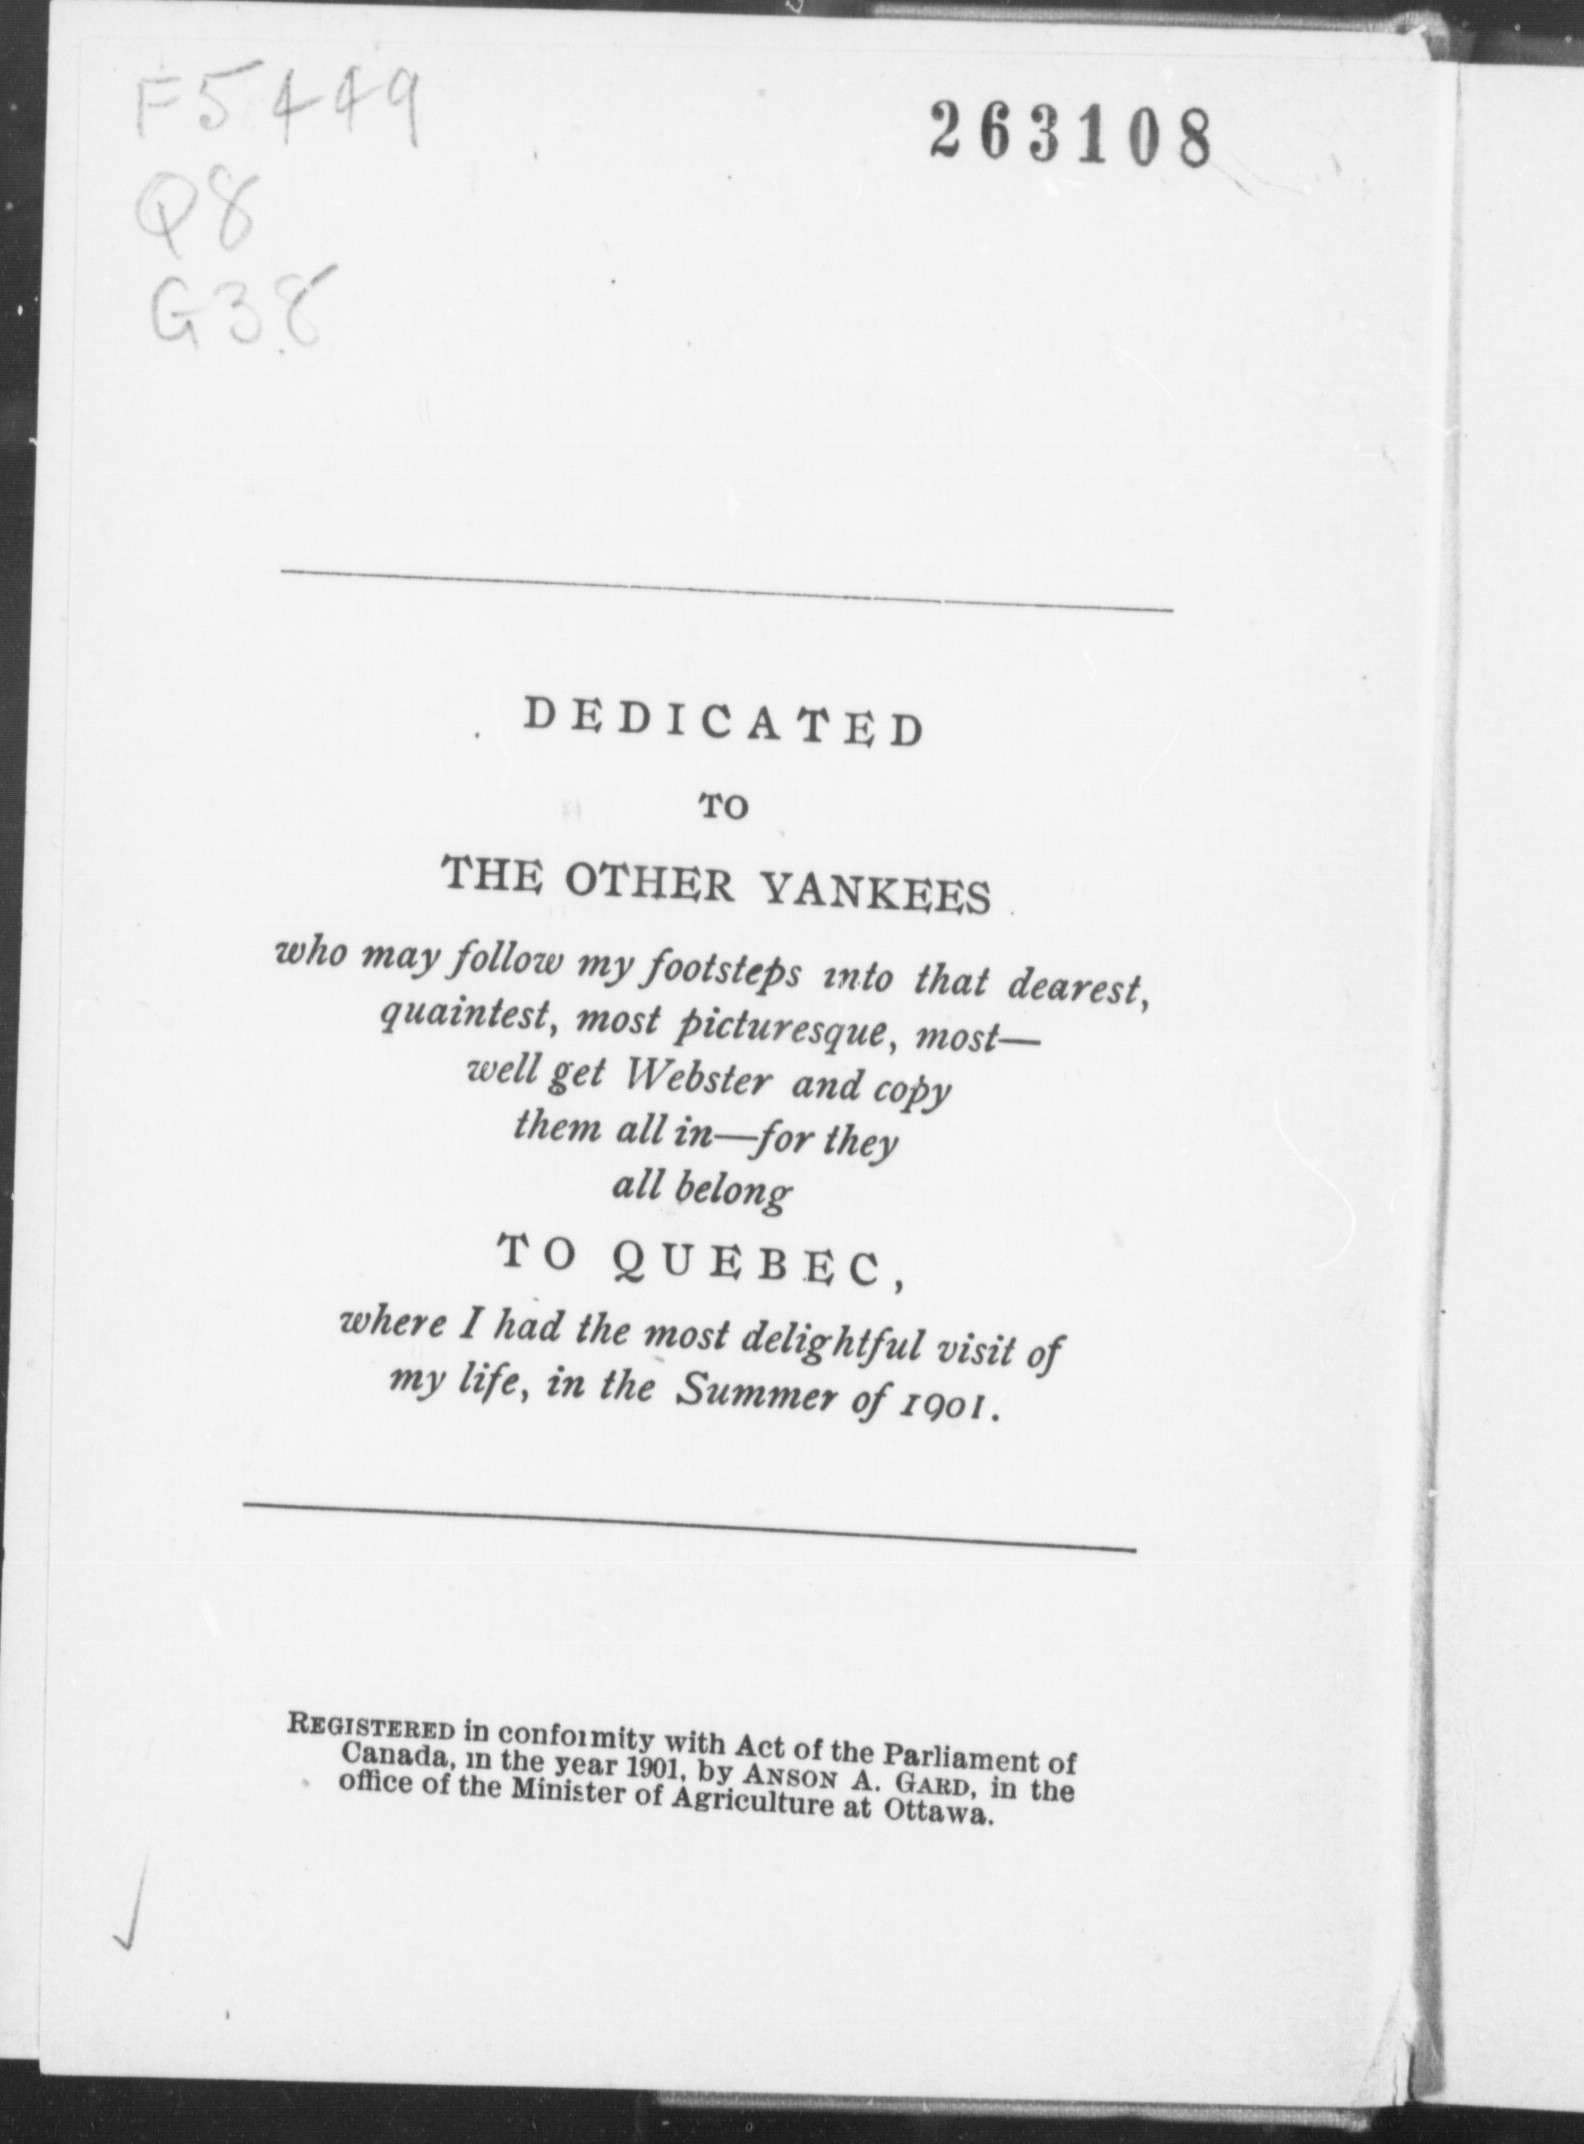 F5449
Q8
G38
263108
DEDICATED
TO
THE OTHER YANKEES
who may follow my footsteps into that dearest,
quaintest, most picturesque, most—
well get Webster and copy
them all in—for they
all belong
TO QUEBEC,
where I had the most delightful visit of
my life, in the Summer of 1901.
REGISTERED in conformity with Act of the Parliament of
Canada, in the year 1901, by ANSON A. GARD, in the
office of the Minister of Agriculture at Ottawa.